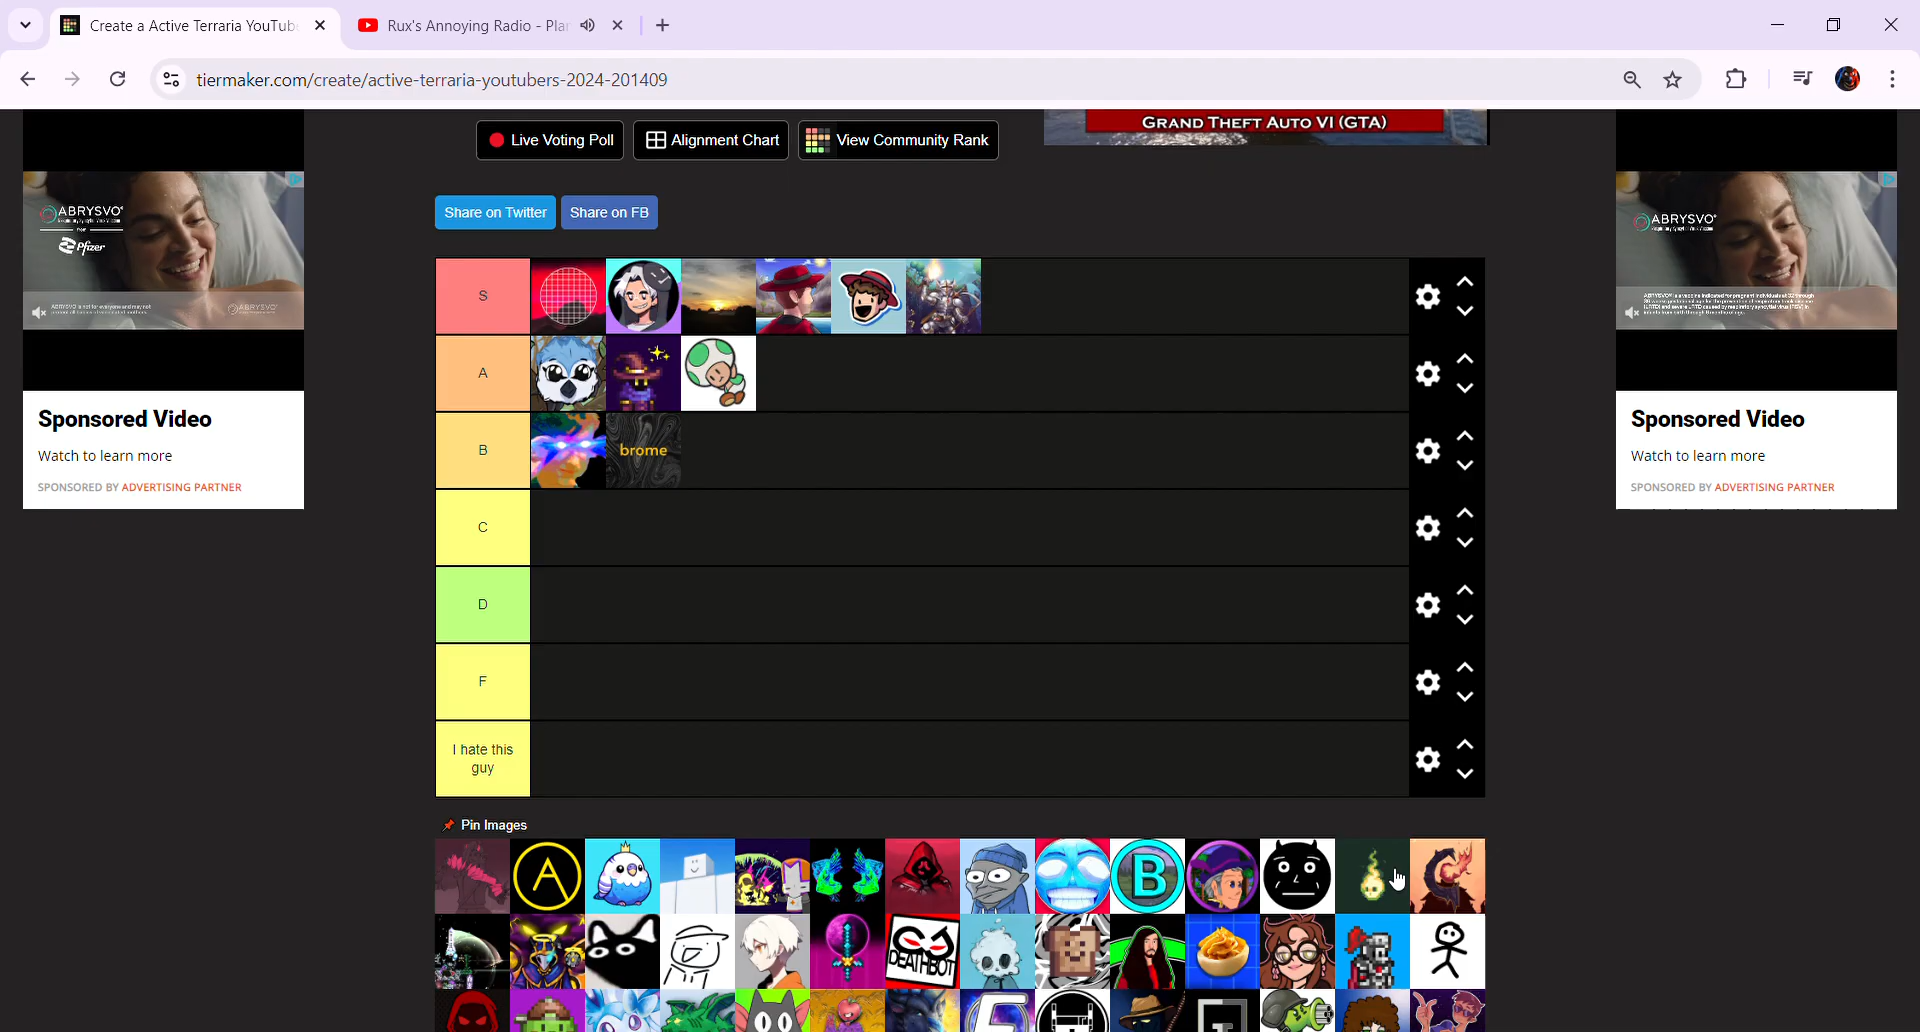 Create a Active Terraria YouTub
Rux's Annoying Radio - Plan
tiermaker.com/create/active-terraria-youtubers-2024-201409
Live Voting Poll
Alignment Chart
View Community Rank
GRAND THEFT AUTO VI (GTA)
Share on Twitter
Share on FB
ABRYSVO
Pfizer
Sponsored Video
Watch to learn more
SPONSORED BY ADVERTISING PARTNER
ABRYSVO
Sponsored Video
Watch to learn more
SPONSORED BY ADVERTISING PARTNER
S
A
B
brome
C
D
F
I hate this
guy
Pin Images
A
B
DEATHBOT